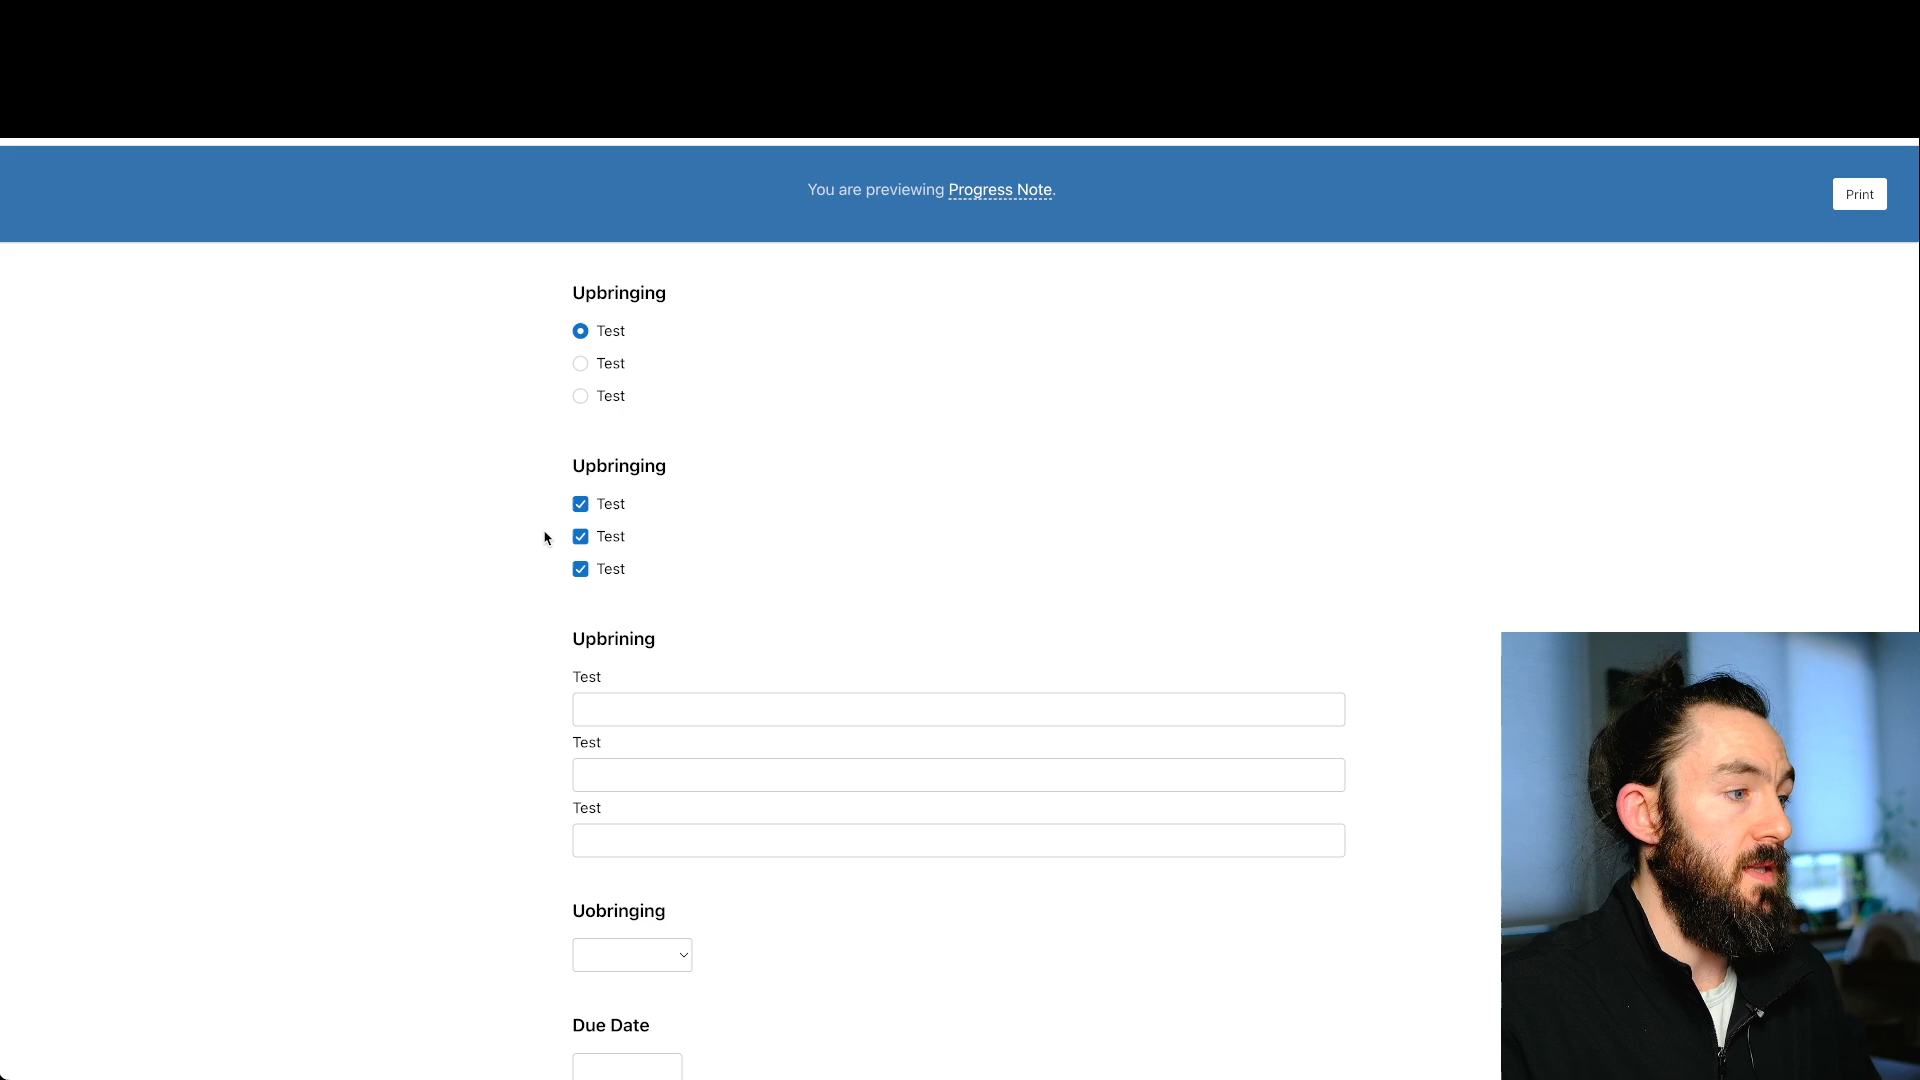 You are previewing Progress Note.
Print
Upbringing
Test
Test
Test
Upbringing
Test
Test
Test
Upbrining
Test
Test
Test
Uobringing
Due Date